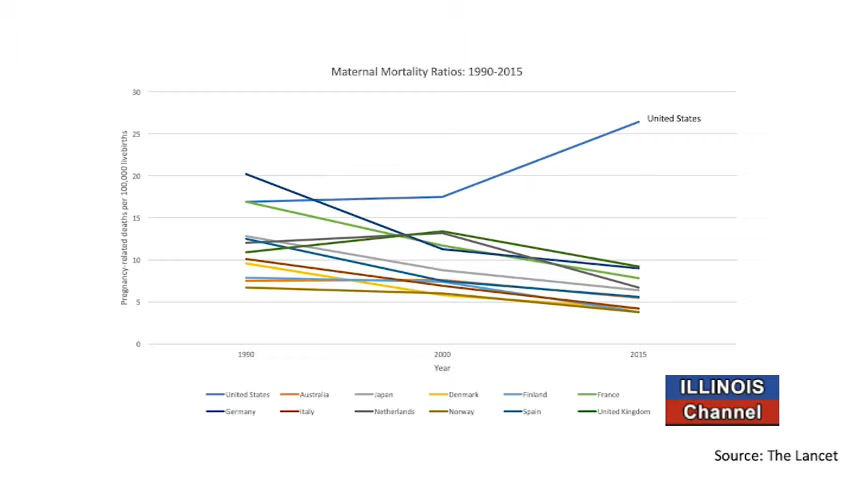 Maternal Mortality Ratios: 1990-2015
30
25
20
15
10
5
0
Pregnancy-related deaths per 100,000 livebirths
United States
1990 2000 2015
Year
United States Australia Japan Denmark Finland France
Germany Italy Netherlands Norway Spain United Kingdom
ILLINOIS
Channel
Source: The Lancet